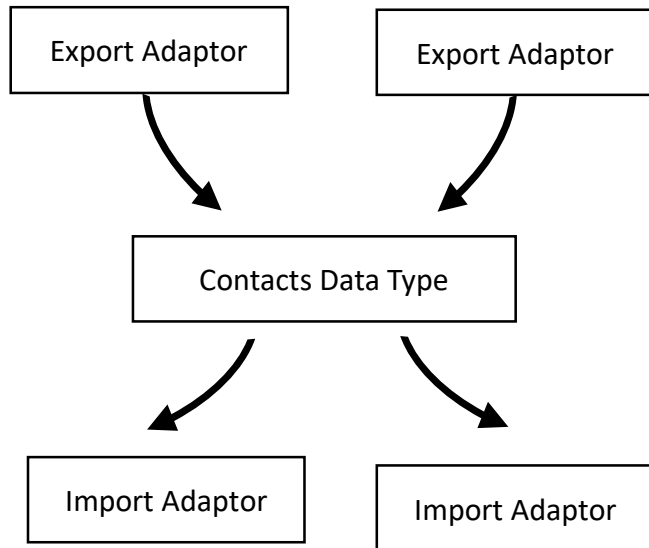 Export Adaptor
Export Adaptor
Contacts Data Type
Import Adaptor
Import Adaptor